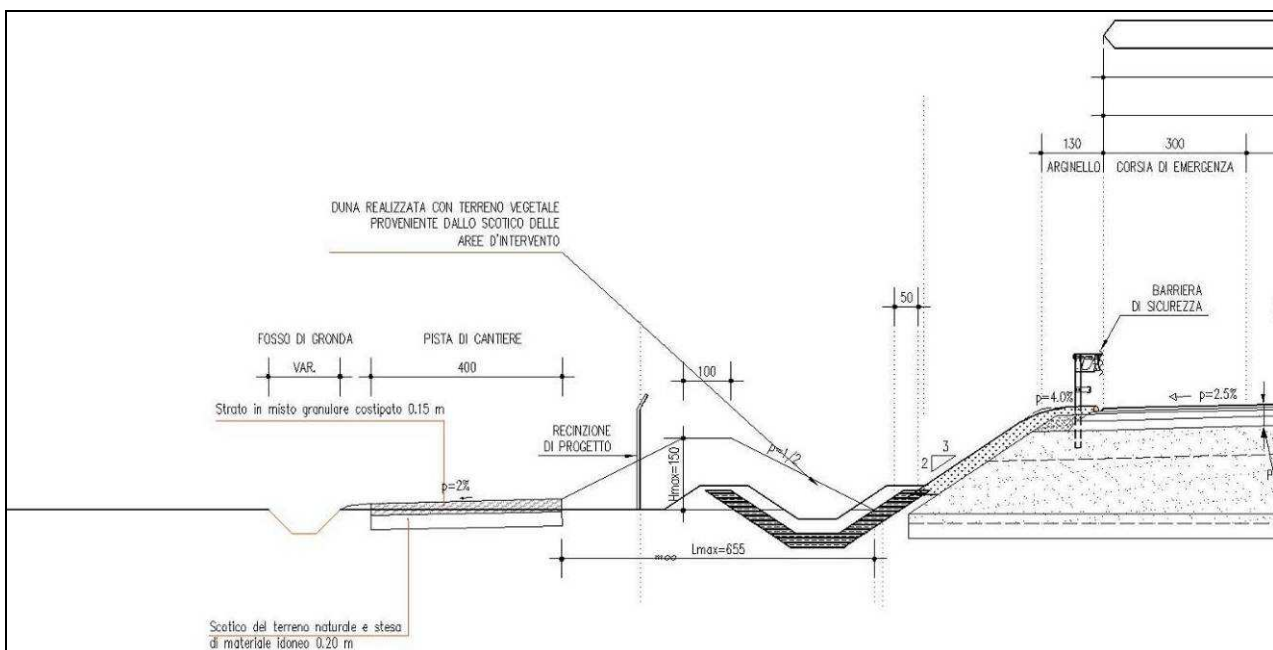 130
300
ARGINELLO
CORSIA DI EMERGENZA
DUNA REALIZZATA CON TERRENO VEGETALE
PROVENIENTE DALLO SCOTICO DELLE
AREE D'INTERVENTO
50
BARRIERA
DI SICUREZZA
FOSSO DI GRONDA
PISTA DI CANTIERE
VAR.
400
100
p=4.0%
p=2.5%
Strato in misto granulare costipato 0.15 m
RECINZIONE
DI PROGETTO
p=1/2
3
2
Hmax=150
p=2%
Lmax=655
Scotico del terreno naturale e stesa
di materiale idoneo 0.20 m